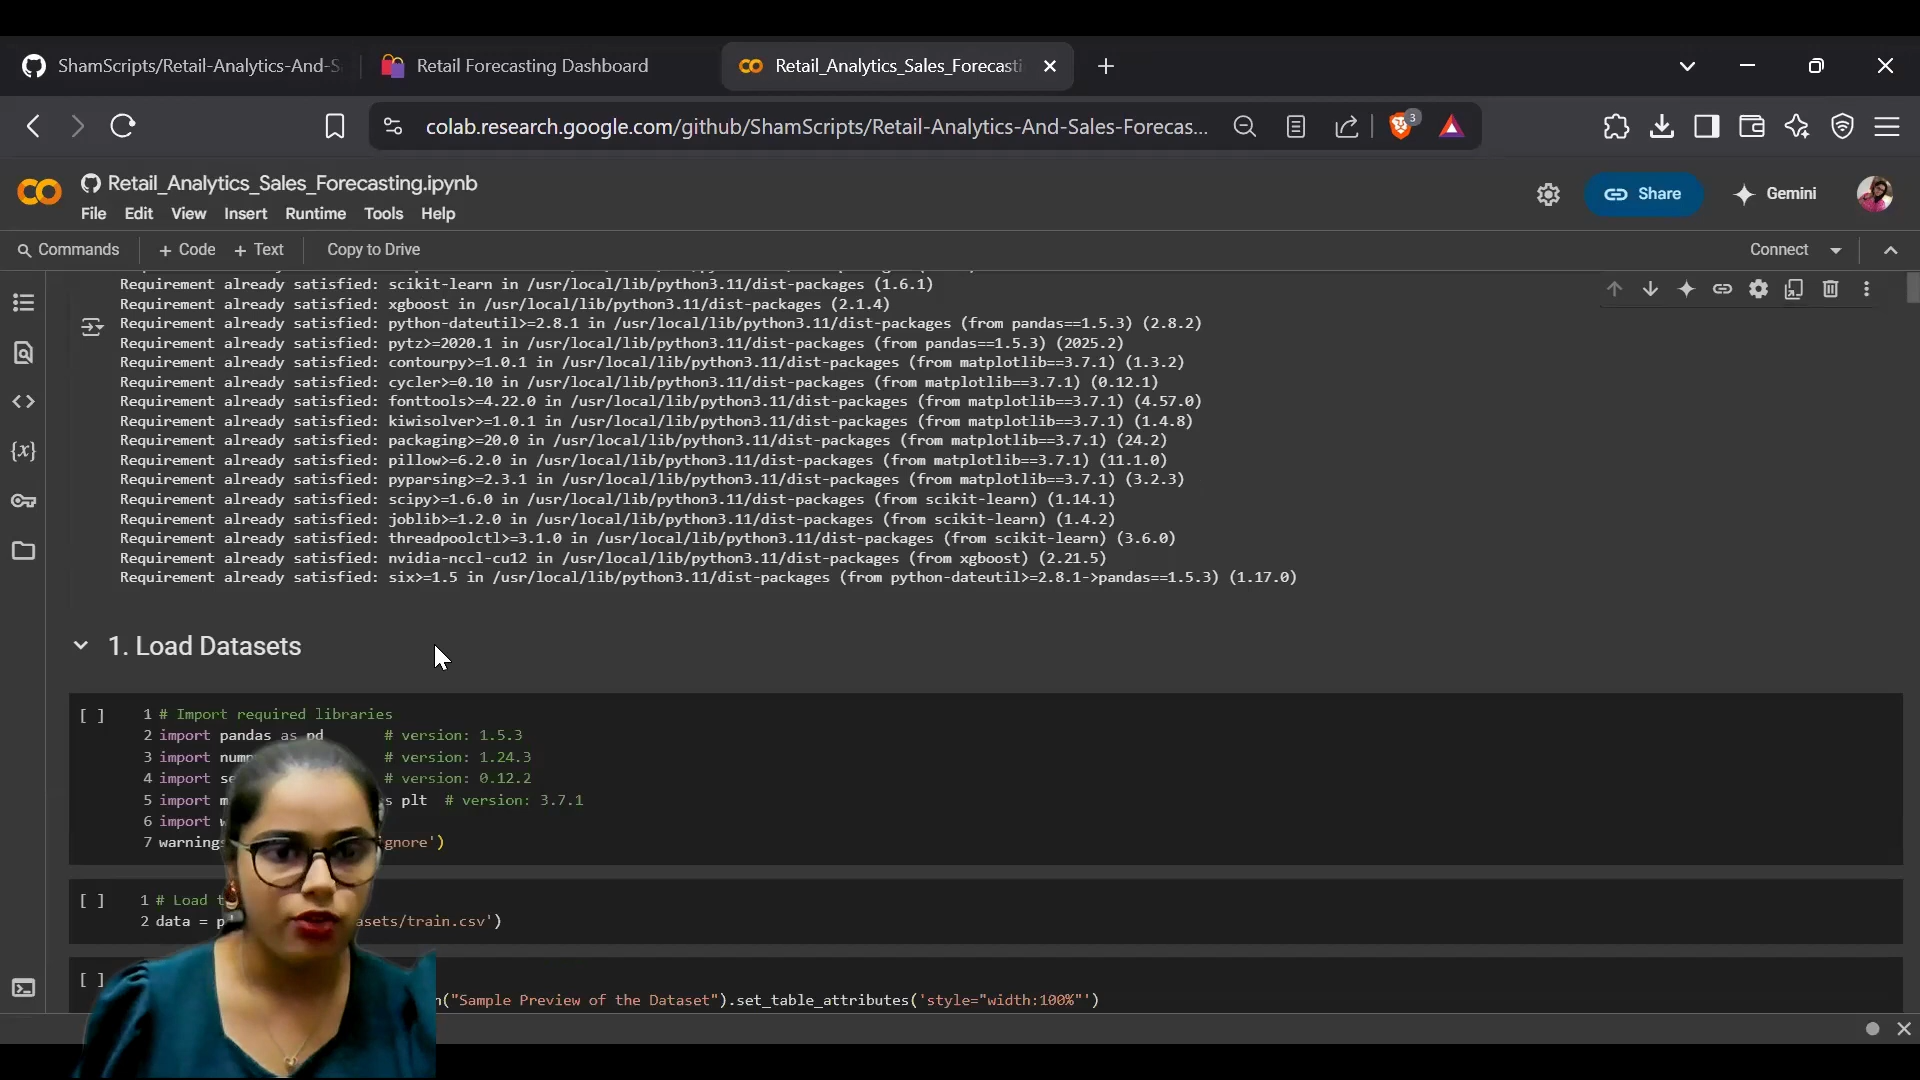 ShamScripts/Retail-Analytics-And-S
Retail Forecasting Dashboard
Retail_Analytics_Sales_Forecasti
colab.research.google.com/github/ShamScripts/Retail-Analytics-And-Sales-Forecas...
3
Retail_Analytics_Sales_Forecasting.ipynb
File Edit View Insert Runtime Tools Help
Share
Gemini
Commands + Code + Text Copy to Drive
Connect
Requirement already satisfied: scikit-learn in /usr/local/lib/python3.11/dist-packages (1.6.1)
Requirement already satisfied: xgboost in /usr/local/lib/python3.11/dist-packages (2.1.4)
Requirement already satisfied: python-dateutil>=2.8.1 in /usr/local/lib/python3.11/dist-packages (from pandas==1.5.3) (2.8.2)
Requirement already satisfied: pytz>=2020.1 in /usr/local/lib/python3.11/dist-packages (from pandas==1.5.3) (2025.2)
Requirement already satisfied: contourpy>=1.0.1 in /usr/local/lib/python3.11/dist-packages (from matplotlib==3.7.1) (1.3.2)
Requirement already satisfied: cycler>=0.10 in /usr/local/lib/python3.11/dist-packages (from matplotlib==3.7.1) (0.12.1)
Requirement already satisfied: fonttools>=4.22.0 in /usr/local/lib/python3.11/dist-packages (from matplotlib==3.7.1) (4.57.0)
Requirement already satisfied: kiwisolver>=1.0.1 in /usr/local/lib/python3.11/dist-packages (from matplotlib==3.7.1) (1.4.8)
Requirement already satisfied: packaging>=20.0 in /usr/local/lib/python3.11/dist-packages (from matplotlib==3.7.1) (24.2)
Requirement already satisfied: pillow>=6.2.0 in /usr/local/lib/python3.11/dist-packages (from matplotlib==3.7.1) (11.1.0)
Requirement already satisfied: pyparsing>=2.3.1 in /usr/local/lib/python3.11/dist-packages (from matplotlib==3.7.1) (3.2.3)
Requirement already satisfied: scipy>=1.6.0 in /usr/local/lib/python3.11/dist-packages (from scikit-learn) (1.14.1)
Requirement already satisfied: joblib>=1.2.0 in /usr/local/lib/python3.11/dist-packages (from scikit-learn) (1.4.2)
Requirement already satisfied: threadpoolctl>=3.1.0 in /usr/local/lib/python3.11/dist-packages (from scikit-learn) (3.6.0)
Requirement already satisfied: nvidia-nccl-cu12 in /usr/local/lib/python3.11/dist-packages (from xgboost) (2.21.5)
Requirement already satisfied: six>=1.5 in /usr/local/lib/python3.11/dist-packages (from python-dateutil>=2.8.1->pandas==1.5.3) (1.17.0)
1. Load Datasets
[ ] 1 # Import required libraries
2 import pandas as pd # version: 1.5.3
3 import # version: 1.24.3
4 import se # version: 0.12.2
5 import m s plt # version: 3.7.1
6 import
7 warnings gnore')
[ ] 1 # Load
2 data = p asets/train.csv')
[ ]
n("Sample Preview of the Dataset").set_table_attributes('style="width:100%"')